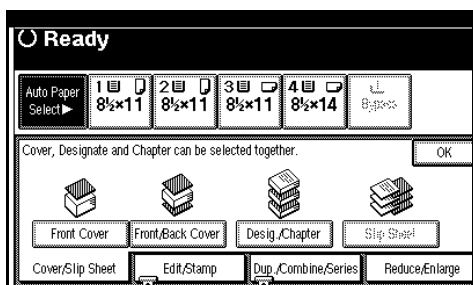 Ready
Auto Paper Select► 1 8½×11 2 8½×11 3 8½×11 4 8½×14 Bypass
Cover, Designate and Chapter can be selected together. OK
Front Cover Front/Back Cover Desig./Chapter Slip Sheet
Cover/Slip Sheet Edit/Stamp Dup./Combine/Series Reduce/Enlarge